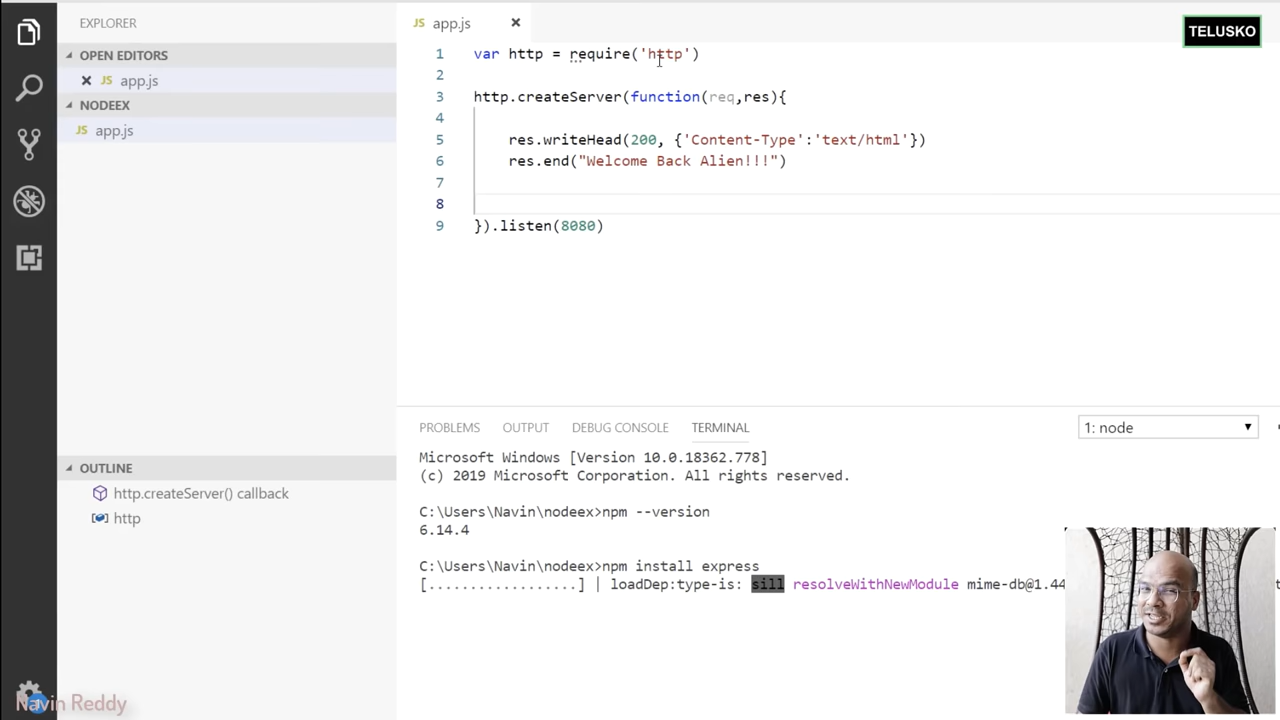 EXPLORER
OPEN EDITORS
JS app.js
NODEEX
JS app.js
OUTLINE
http.createServer() callback
http
Navin Reddy
JS app.js
TELUSKO
1 var http = require('http')
2
3 http.createServer(function(req,res){
4
5 res.writeHead(200, {'Content-Type':'text/html'})
6 res.end("Welcome Back Alien!!!")
7
8
9 }).listen(8080)
PROBLEMS OUTPUT DEBUG CONSOLE TERMINAL 1: node
Microsoft Windows [Version 10.0.18362.778]
(c) 2019 Microsoft Corporation. All rights reserved.
C:\Users\Navin\nodeex>npm --version
6.14.4
C:\Users\Navin\nodeex>npm install express
[..................] | loadDep:type-is: sill resolveWithNewModule mime-db@1.44